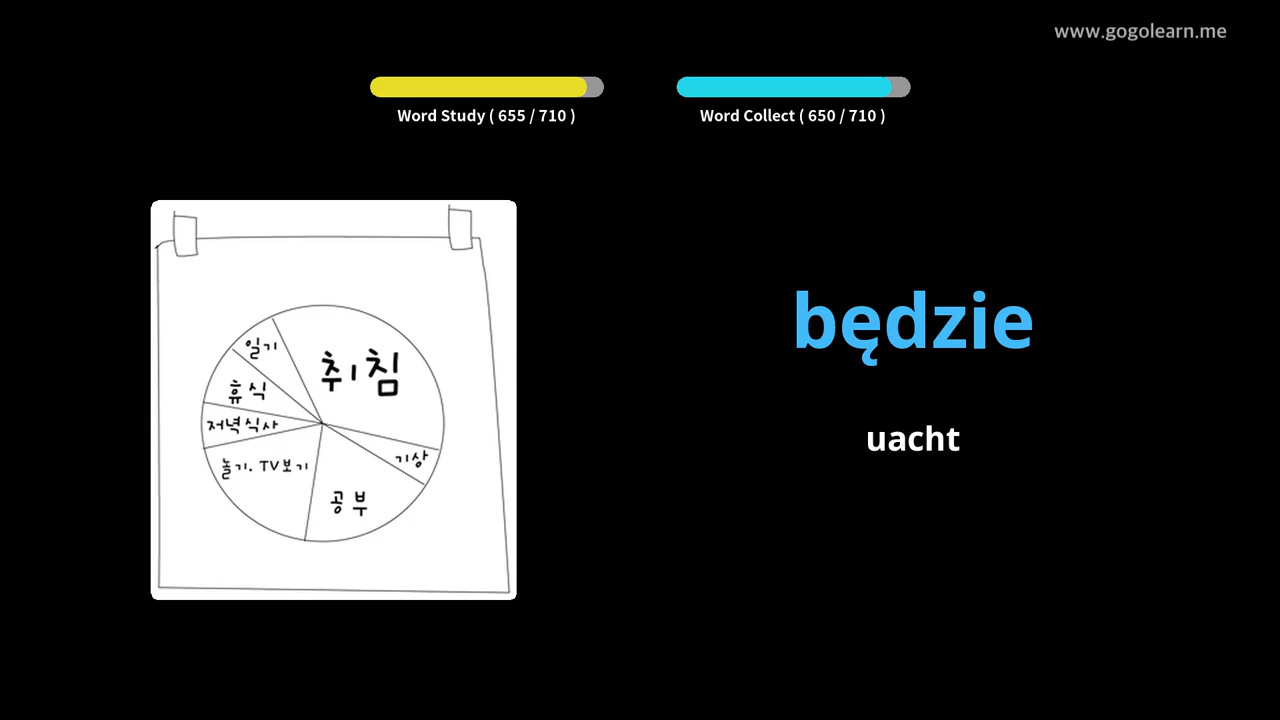 www.gogolearn.me
Word Study ( 655 / 710 )
Word Collect ( 650 / 710 )
일기
취침
휴식
저녁식사
놀기. TV보기
기상
공부
będzie
uacht